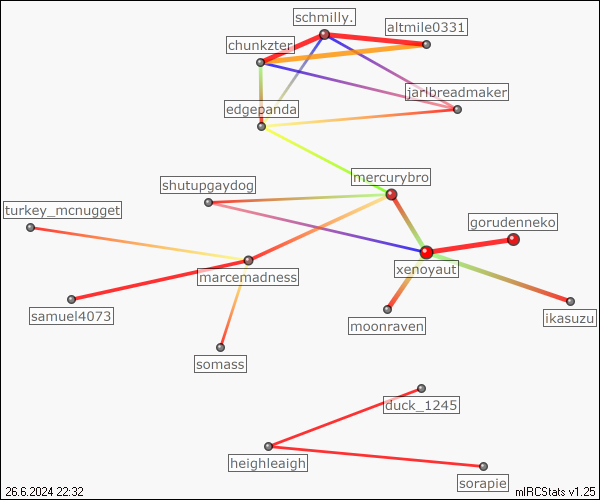 schmilly.
altmile0331
chunkzter
jarlbreadmaker
edgepanda
mercurybro
shutupgaydog
turkey_mcnugget
gorudenneko
xenoyaut
marcemadness
samuel4073
moonraven
ikasuzu
somass
duck_1245
heighleaigh
sorapie
26.6.2024 22:32
mIRCStats v1.25